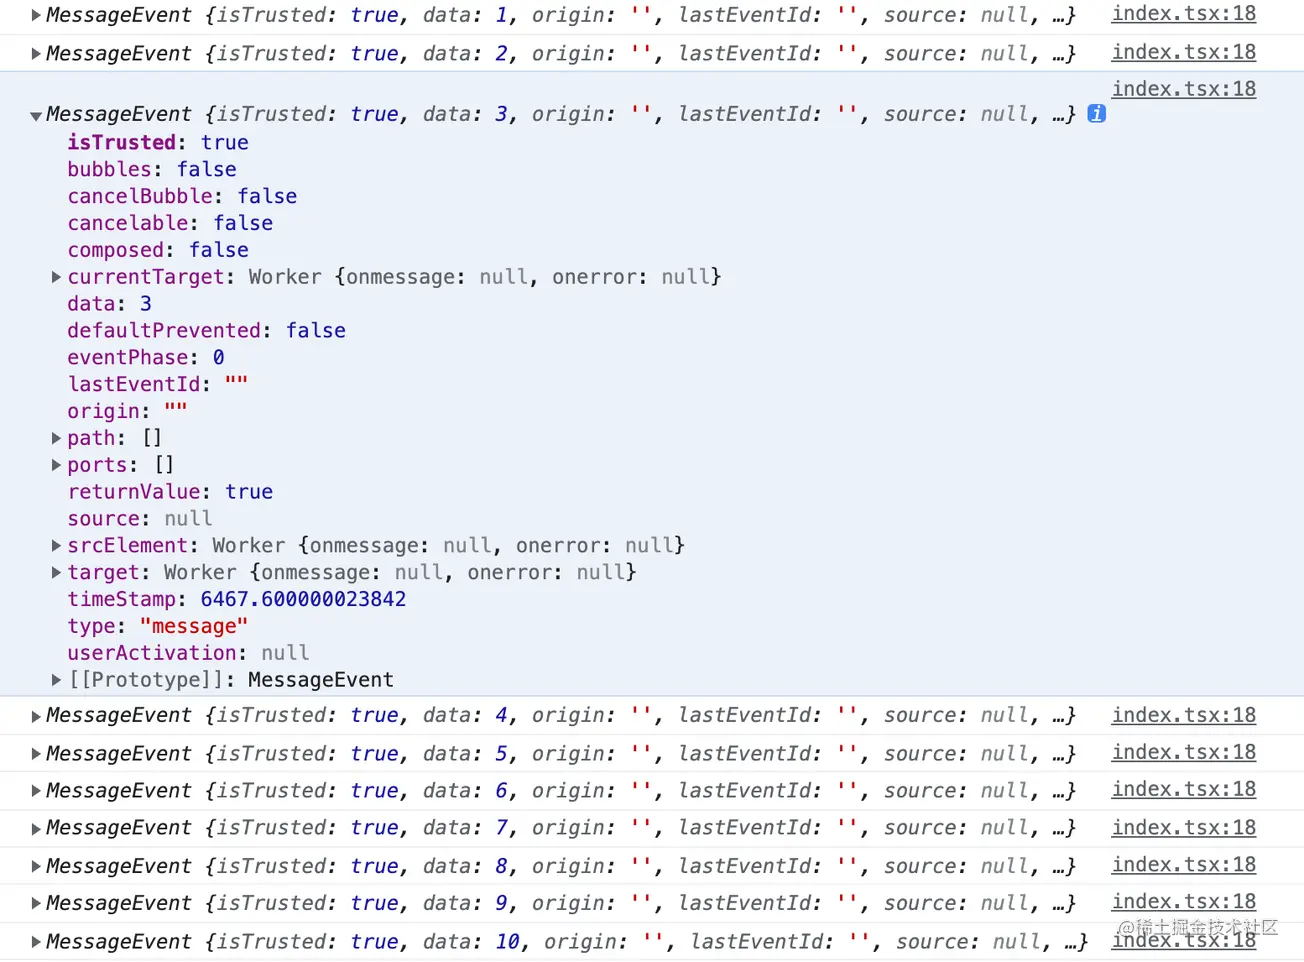 ▸MessageEvent {isTrusted: true, data: 1, origin: '', lastEventId: '', source: null, …} index.tsx:18
▸MessageEvent {isTrusted: true, data: 2, origin: '', lastEventId: '', source: null, …} index.tsx:18
index.tsx:18
▾MessageEvent {isTrusted: true, data: 3, origin: '', lastEventId: '', source: null, …} i
isTrusted: true
bubbles: false
cancelBubble: false
cancelable: false
composed: false
▸currentTarget: Worker {onmessage: null, onerror: null}
data: 3
defaultPrevented: false
eventPhase: 0
lastEventId: ""
origin: ""
▸path: []
▸ports: []
returnValue: true
source: null
▸srcElement: Worker {onmessage: null, onerror: null}
▸target: Worker {onmessage: null, onerror: null}
timeStamp: 6467.600000023842
type: "message"
userActivation: null
▸[[Prototype]]: MessageEvent
▸MessageEvent {isTrusted: true, data: 4, origin: '', lastEventId: '', source: null, …} index.tsx:18
▸MessageEvent {isTrusted: true, data: 5, origin: '', lastEventId: '', source: null, …} index.tsx:18
▸MessageEvent {isTrusted: true, data: 6, origin: '', lastEventId: '', source: null, …} index.tsx:18
▸MessageEvent {isTrusted: true, data: 7, origin: '', lastEventId: '', source: null, …} index.tsx:18
▸MessageEvent {isTrusted: true, data: 8, origin: '', lastEventId: '', source: null, …} index.tsx:18
▸MessageEvent {isTrusted: true, data: 9, origin: '', lastEventId: '', source: null, …} index.tsx:18
▸MessageEvent {isTrusted: true, data: 10, origin: '', lastEventId: '', source: null, …} index.tsx:18
@稀土掘金技术社区